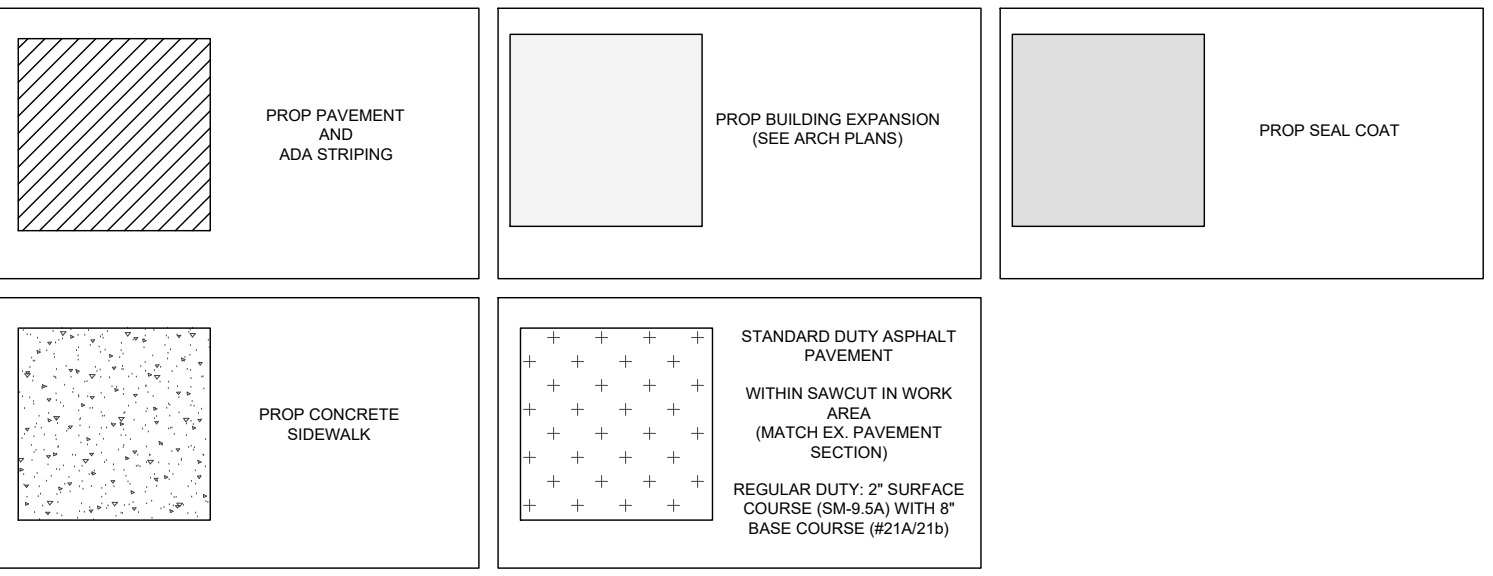 PROP PAVEMENT
AND
ADA STRIPING
PROP BUILDING EXPANSION
(SEE ARCH PLANS)
PROP SEAL COAT
PROP CONCRETE
SIDEWALK
STANDARD DUTY ASPHALT
PAVEMENT
WITHIN SAWCUT IN WORK
AREA
(MATCH EX. PAVEMENT
SECTION)
REGULAR DUTY: 2" SURFACE
COURSE (SM-9.5A) WITH 8"
BASE COURSE (#21A/21b)